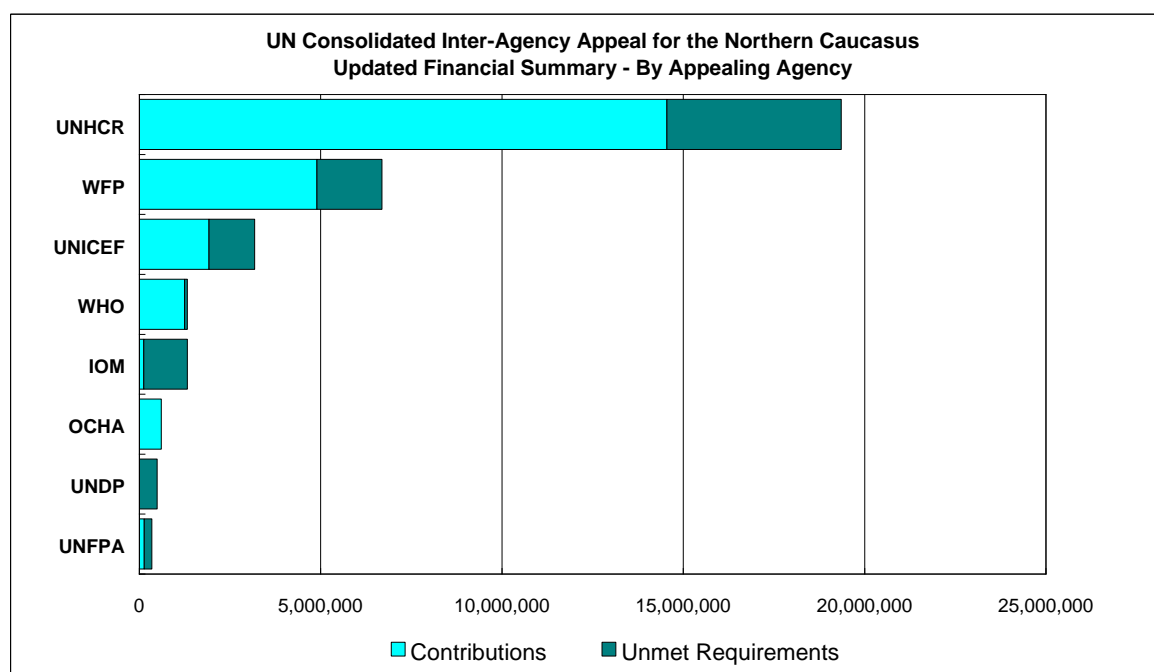 UN Consolidated Inter-Agency Appeal for the Northern Caucasus
Updated Financial Summary - By Appealing Agency
UNHCR
WFP
UNICEF
WHO
IOM
OCHA
UNDP
UNFPA
0 5,000,000 10,000,000 15,000,000 20,000,000 25,000,000
Contributions Unmet Requirements